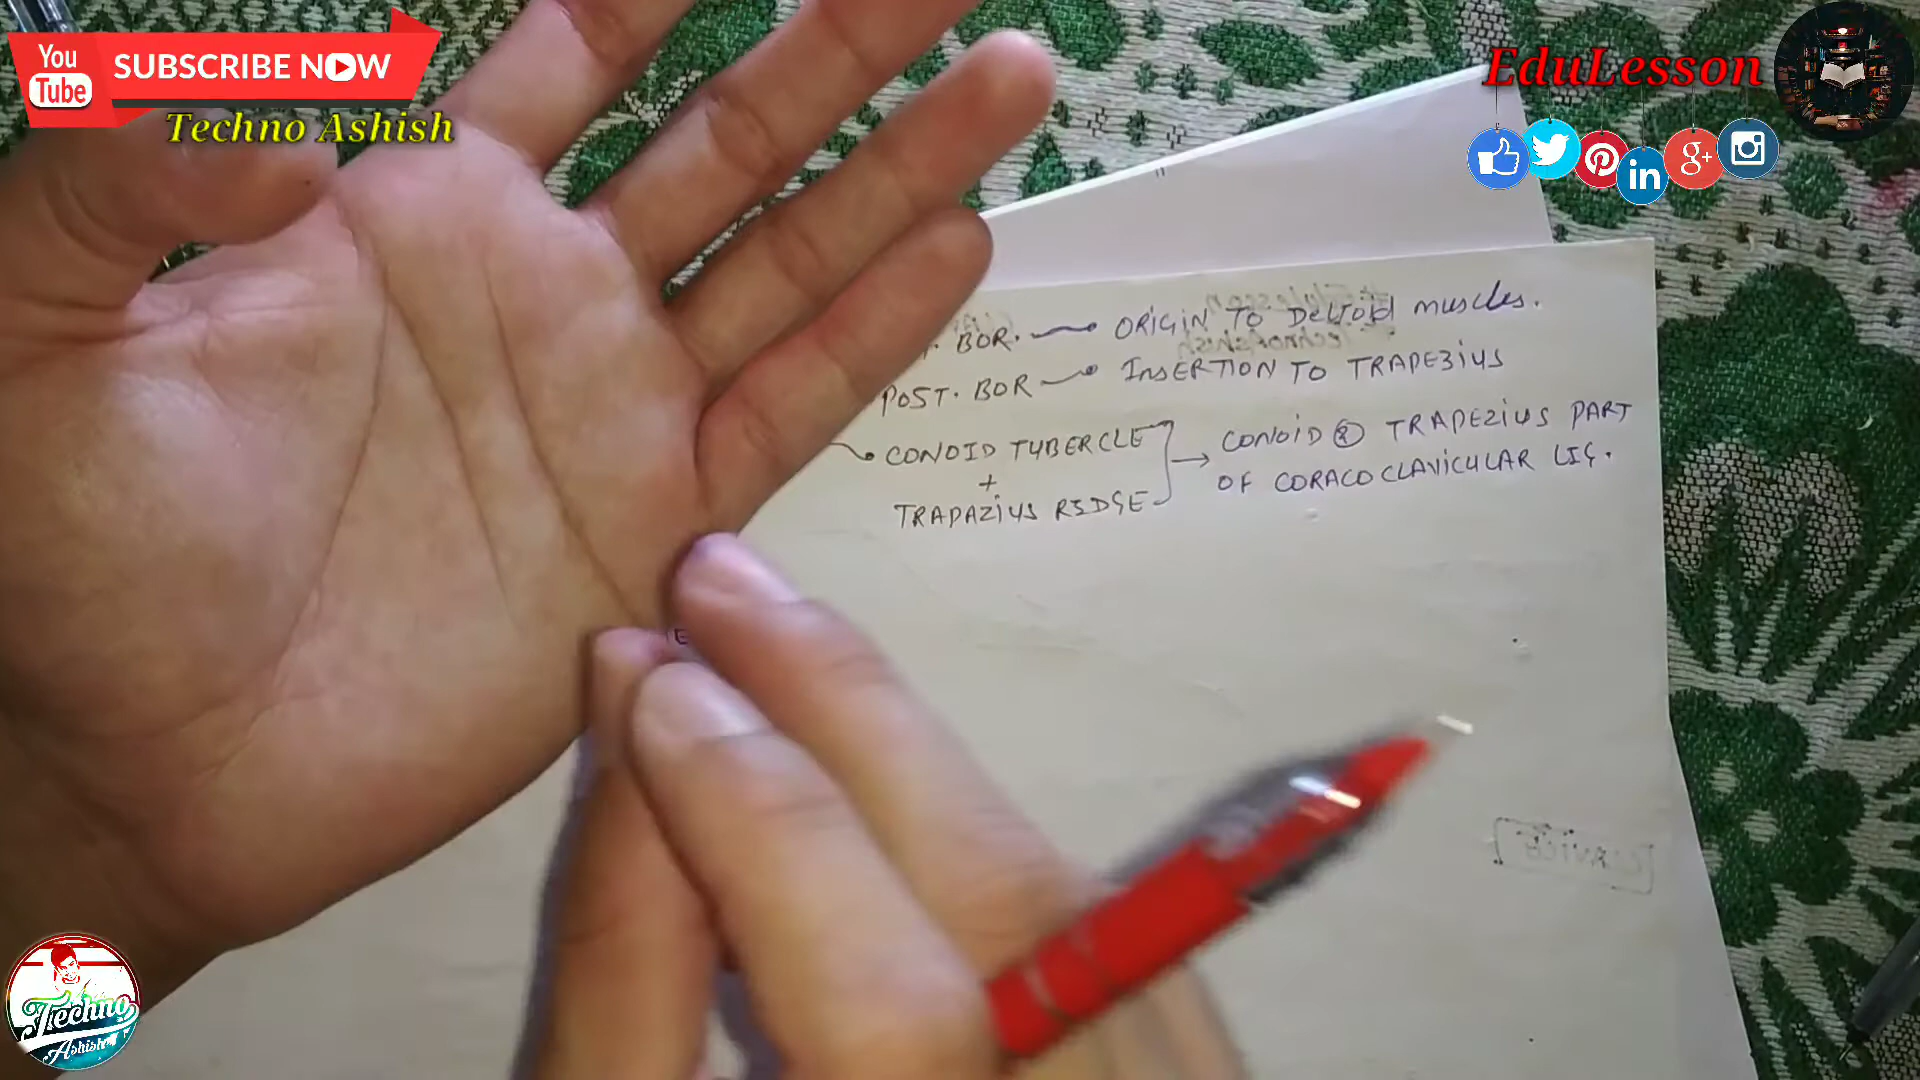 You
Tube
SUBSCRIBE NOW
Techno Ashish
EduLesson
BOR. ORIGIN TO DELTOID MUSCLES.
POST. BOR INSERTION TO TRAPEZIUS
CONOID TUBERCLE
+
TRAPAZIUS RIDGE
→ CONOID & TRAPEZIUS PART
OF CORACOCLAVICULAR LIG.
Techno
Ashish